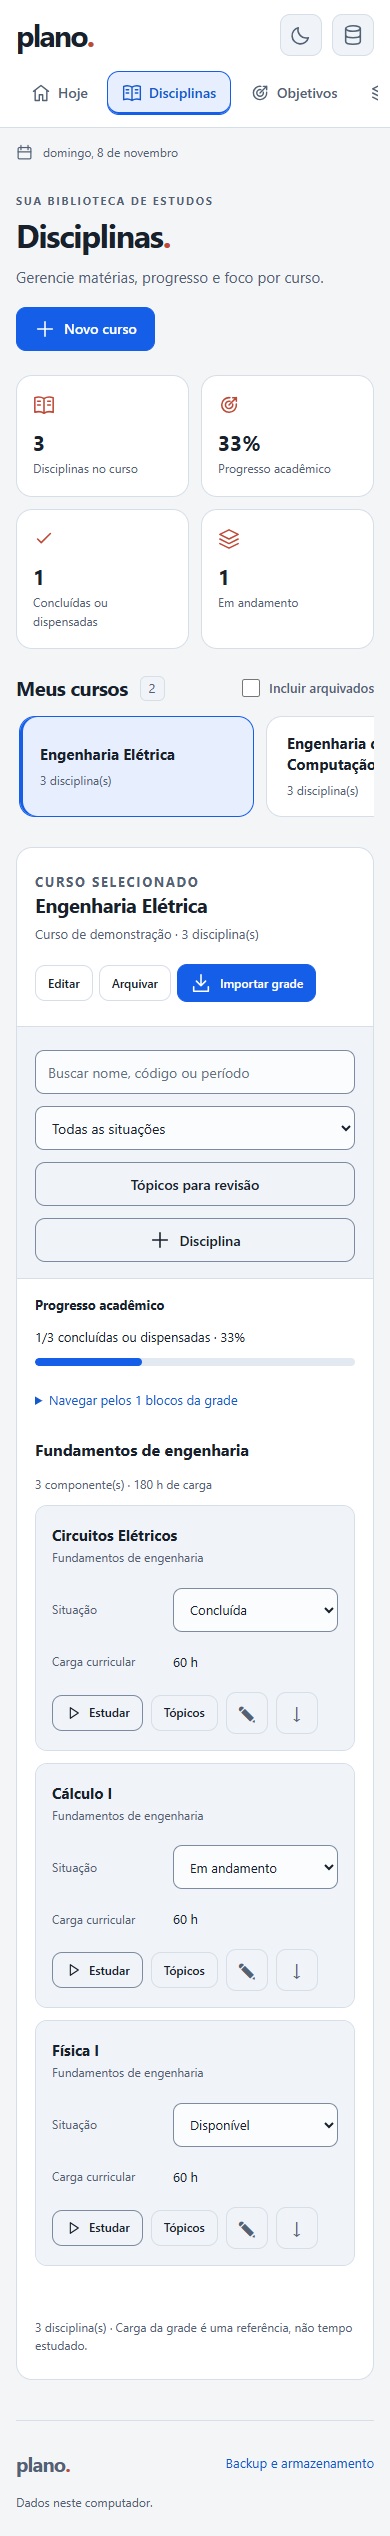 plano.
Hoje
Disciplinas
Objetivos
domingo, 8 de novembro
SUA BIBLIOTECA DE ESTUDOS
Disciplinas.
Gerencie matérias, progresso e foco por curso.
Novo curso
3
Disciplinas no curso
33%
Progresso acadêmico
1
Concluídas ou
dispensadas
1
Em andamento
Meus cursos 2
Incluir arquivados
Engenharia Elétrica
3 disciplina(s)
Engenharia
Computação
3 disciplina(s)
CURSO SELECIONADO
Engenharia Elétrica
Curso de demonstração · 3 disciplina(s)
Editar
Arquivar
Importar grade
Buscar nome, código ou período
Todas as situações
Tópicos para revisão
Disciplina
Progresso acadêmico
1/3 concluídas ou dispensadas · 33%
Navegar pelos 1 blocos da grade
Fundamentos de engenharia
3 componente(s) · 180 h de carga
Circuitos Elétricos
Fundamentos de engenharia
Situação
Concluída
Carga curricular 60 h
Estudar
Tópicos
↓
Cálculo I
Fundamentos de engenharia
Situação
Em andamento
Carga curricular 60 h
Estudar
Tópicos
↓
Física I
Fundamentos de engenharia
Situação
Disponível
Carga curricular 60 h
Estudar
Tópicos
↓
3 disciplina(s) · Carga da grade é uma referência, não tempo
estudado.
plano.
Backup e armazenamento
Dados neste computador.